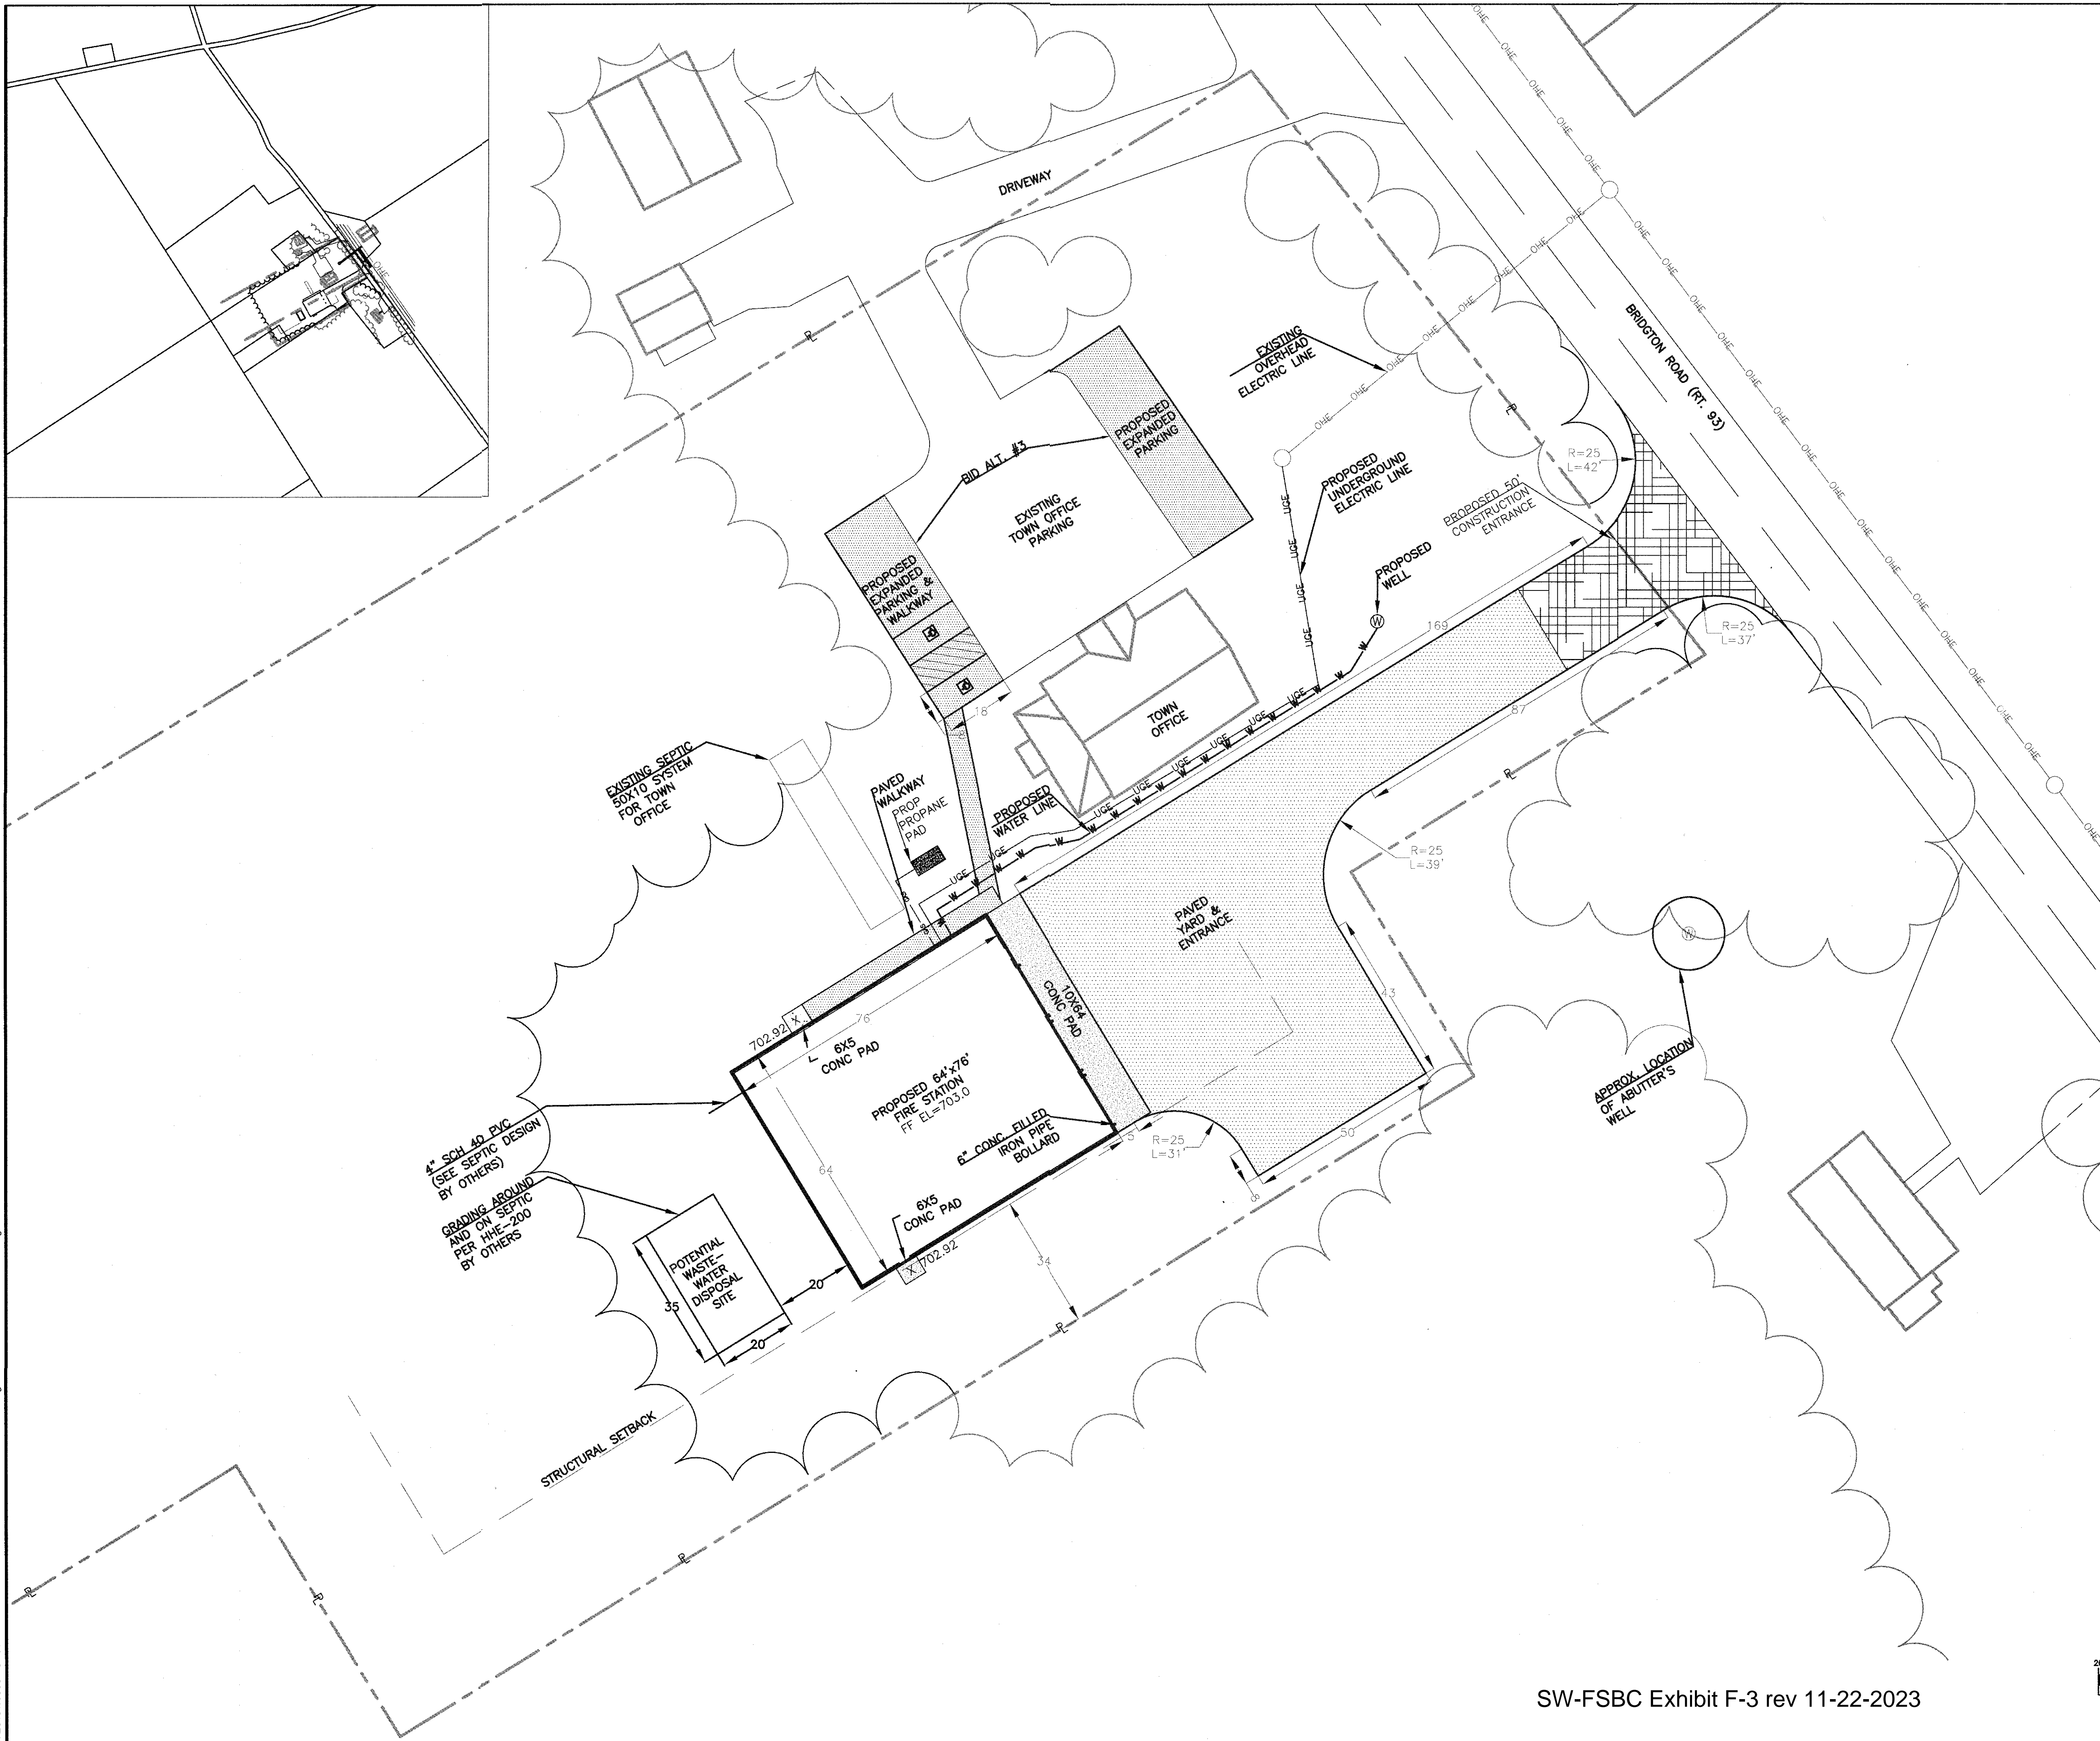 DRIVEWAY
BRIDGTON ROAD (RT. 93)
EXISTING
OVERHEAD
ELECTRIC LINE
PROPOSED
EXPANDED
PARKING
BID ALT. #3
EXISTING
TOWN OFFICE
PARKING
PROPOSED
UNDERGROUND
ELECTRIC LINE
PROPOSED 50'
CONSTRUCTION
ENTRANCE
R=25
L=42'
PROPOSED
EXPANDED
PARKING &
WALKWAY
PROPOSED
WELL
W
169
R=25
L=37'
18
TOWN
OFFICE
87
EXISTING SEPTIC
50X10 SYSTEM
FOR TOWN
OFFICE
PAVED
WALKWAY
PROP
PROPANE
PAD
PROPOSED
WATER LINE
R=25
L=39'
PAVED
YARD &
ENTRANCE
10X64
CONC PAD
43
W
APPROX. LOCATION
OF ABUTTER'S
WELL
702.92
X
76
6X5
CONC PAD
PROPOSED 64'x76'
FIRE STATION
FF EL=703.0
6" CONC. FILLED
IRON PIPE
BOLLARD
5
R=25
L=31'
50
8
4" SCH 40 PVC
(SEE SEPTIC DESIGN
BY OTHERS)
64
GRADING AROUND
AND ON SEPTIC
PER HHE-200
BY OTHERS
6X5
CONC PAD
X
702.92
34
POTENTIAL
WASTE-
WATER
DISPOSAL
SITE
20
35
20
STRUCTURAL SETBACK
OHE
UGE
W
PL
SW-FSBC Exhibit F-3 rev 11-22-2023